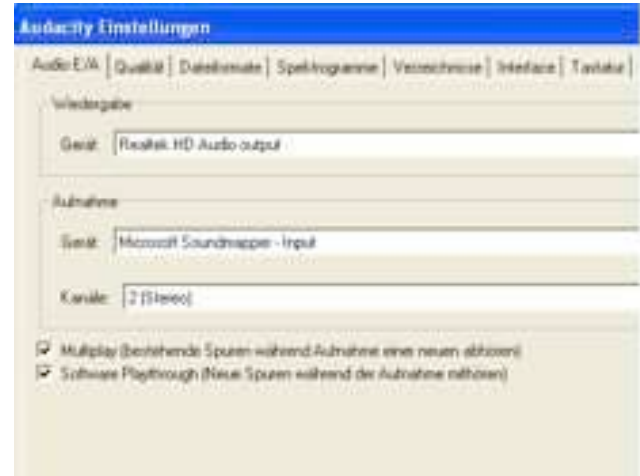 Audacity Einstellungen
Audio E/A Qualität Dateiformate Spektrogramme Verzeichnisse Interface Tastatur
Wiedergabe
Gerät: Realtek HD Audio output
Aufnahme
Gerät: Microsoft Soundmapper - Input
Kanäle: 2 (Stereo)
Multiplay (bestehende Spuren während Aufnahme einer neuen abhören)
Software Playthrough (Neue Spuren während der Aufnahme mithören)